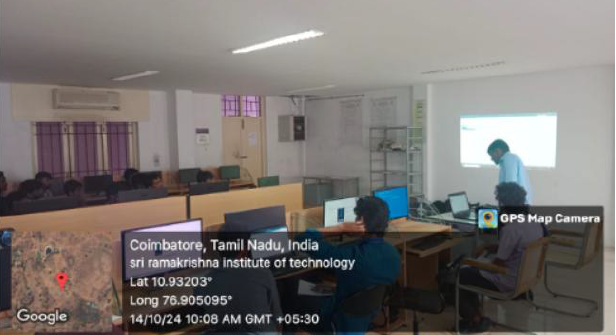 GPS Map Camera
Coimbatore, Tamil Nadu, India
sri ramakrishna institute of technology
Lat 10.93203°
Long 76.905095°
14/10/24 10:08 AM GMT +05:30
Google